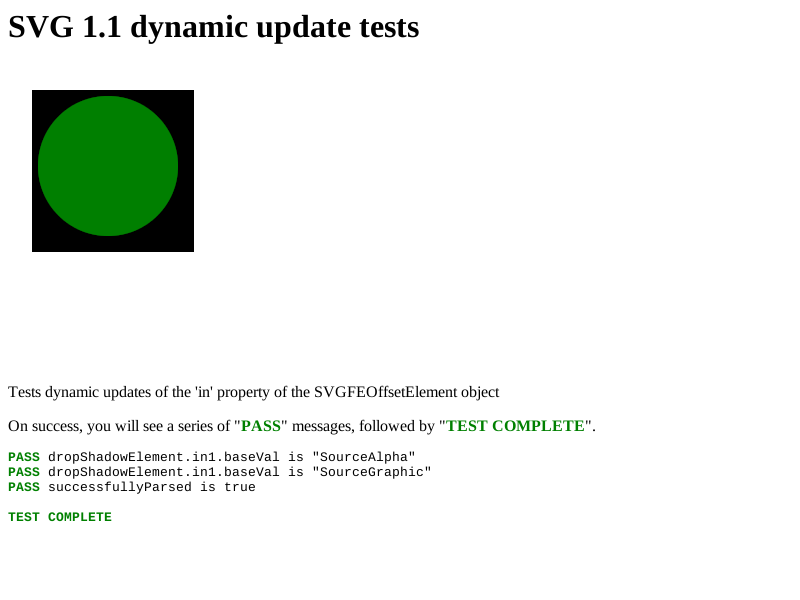 SVG 1.1 dynamic update tests
Tests dynamic updates of the 'in' property of the SVGFEOffsetElement object
On success, you will see a series of "PASS" messages, followed by "TEST COMPLETE".
PASS dropShadowElement.in1.baseVal is "SourceAlpha"
PASS dropShadowElement.in1.baseVal is "SourceGraphic"
PASS successfullyParsed is true
TEST COMPLETE